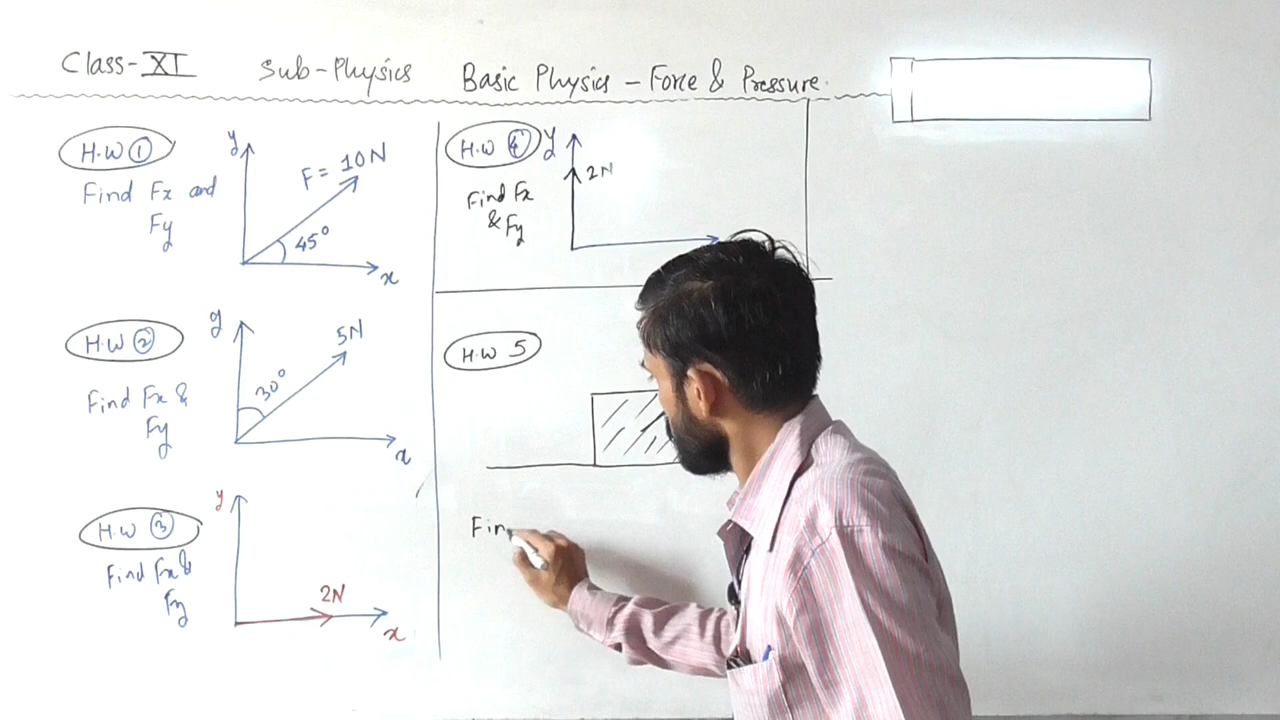 Class-XI Sub-Physics Basic Physics – Force & Pressure.
H.W ①
Find Fx and
Fy
y
F = 10N
45°
x
H.W ②
Find Fx &
Fy
y
5N
30°
x
H.W ③
Find Fx &
Fy
y
2N
x
H.W ④
Find Fx
& Fy
y
2N
H.W 5
Fin